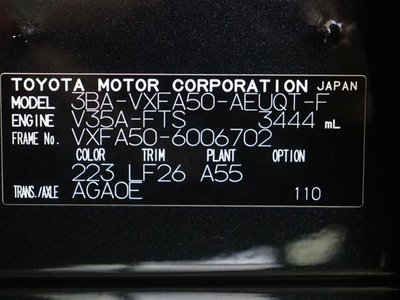 TOYOTA MOTOR CORPORATION JAPAN
MODEL 3BA-VXFA50-AEUQT-F
ENGINE V35A-FTS 3444 mL
FRAME No. VXFA50-6006702
COLOR TRIM PLANT OPTION
223 LF26 A55
TRANS./AXLE AGA0E 110